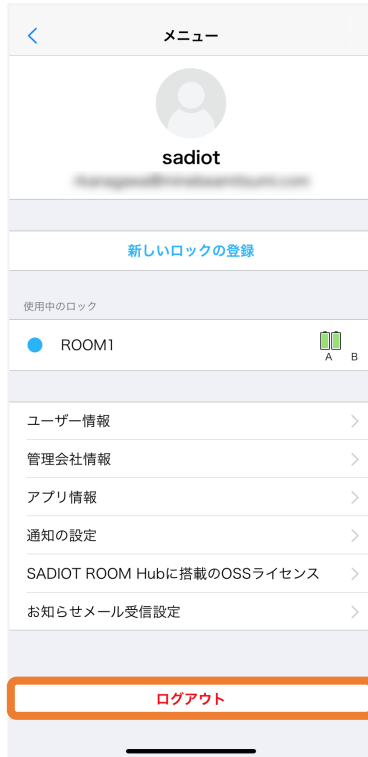 メニュー
sadiot
新しいロックの登録
使用中のロック
ROOM1
A B
ユーザー情報
管理会社情報
アプリ情報
通知の設定
SADIOT ROOM Hubに搭載のOSSライセンス
お知らせメール受信設定
ログアウト